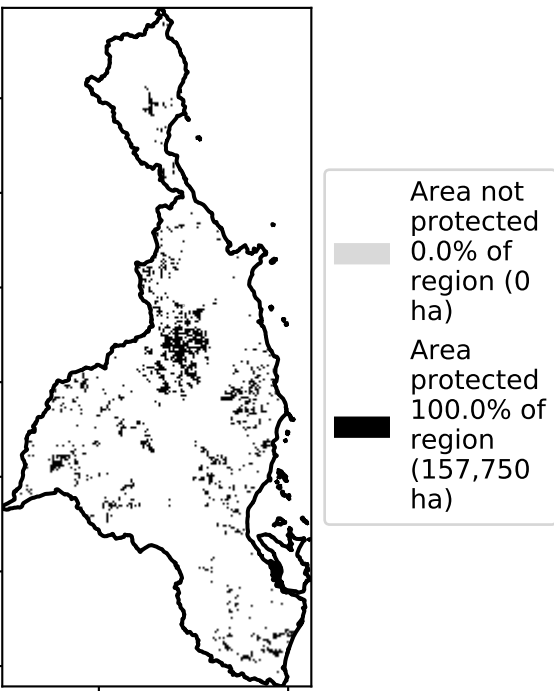 Area not
protected
0.0% of
region (0
ha)
Area
protected
100.0% of
region
(157,750
ha)